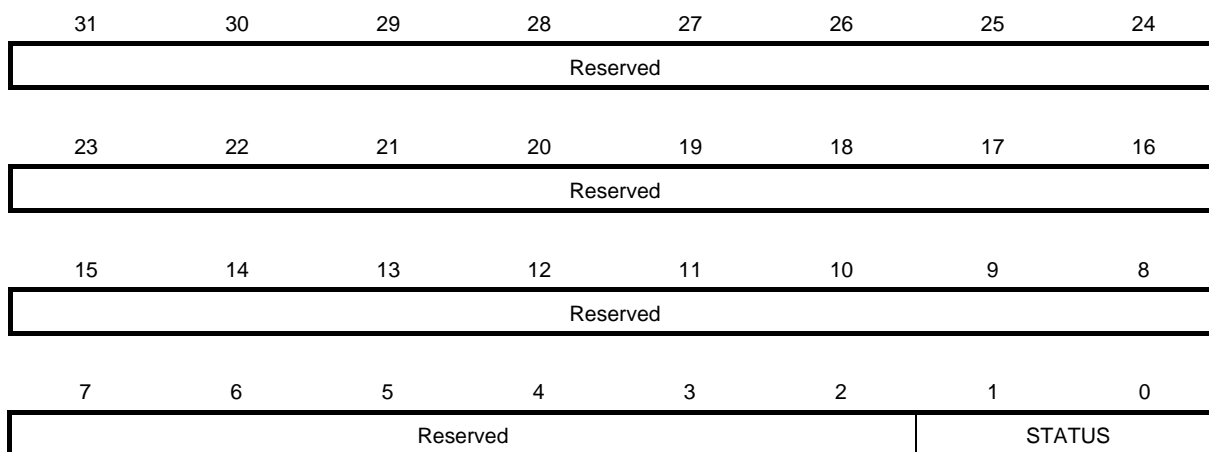 31 30 29 28 27 26 25 24
Reserved
23 22 21 20 19 18 17 16
Reserved
15 14 13 12 11 10 9 8
Reserved
7 6 5 4 3 2 1 0
Reserved STATUS